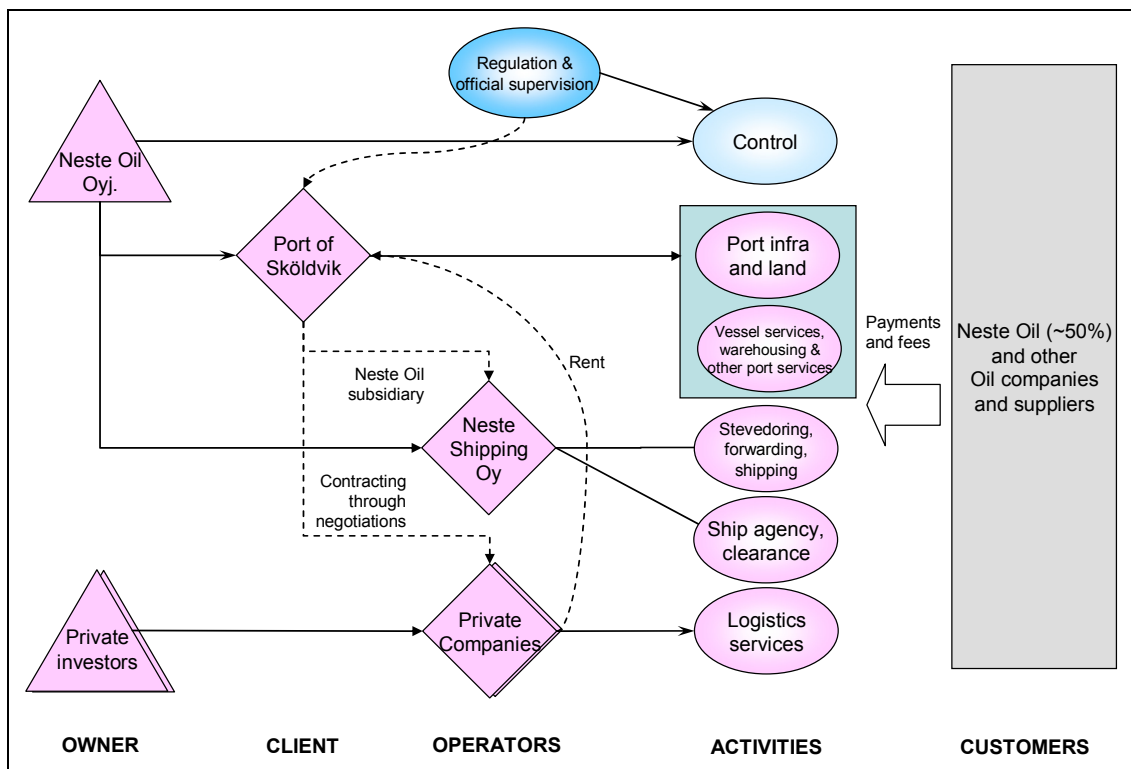 Regulation &
official supervision
Control
Neste Oil
Oyj.
Port of
Sköldvik
Port infra
and land
Vessel services,
warehousing &
other port services
Payments
and fees
Neste Oil (~50%)
and other
Oil companies
and suppliers
Rent
Neste Oil
subsidiary
Neste
Shipping
Oy
Stevedoring,
forwarding,
shipping
Contracting
through
negotiations
Ship agency,
clearance
Private
investors
Private
Companies
Logistics
services
OWNER
CLIENT
OPERATORS
ACTIVITIES
CUSTOMERS